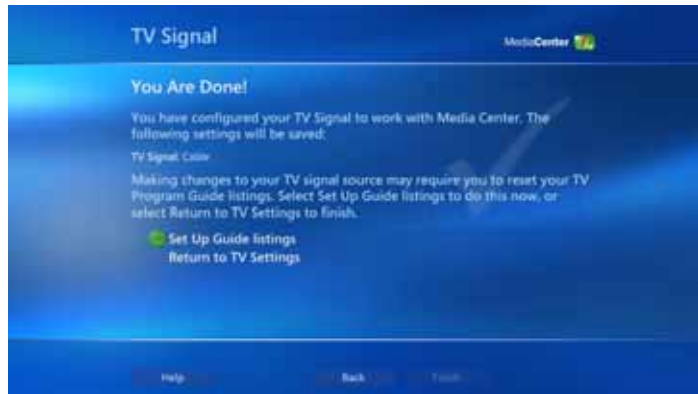 TV Signal
MediaCenter
You Are Done!
You have configured your TV Signal to work with Media Center. The
following settings will be saved:
TV Signal: Cable
Making changes to your TV signal source may require you to reset your TV
Program Guide listings. Select Set Up Guide listings to do this now, or
select Return to TV Settings to finish.
Set Up Guide listings
Return to TV Settings
Help
Back
Finish